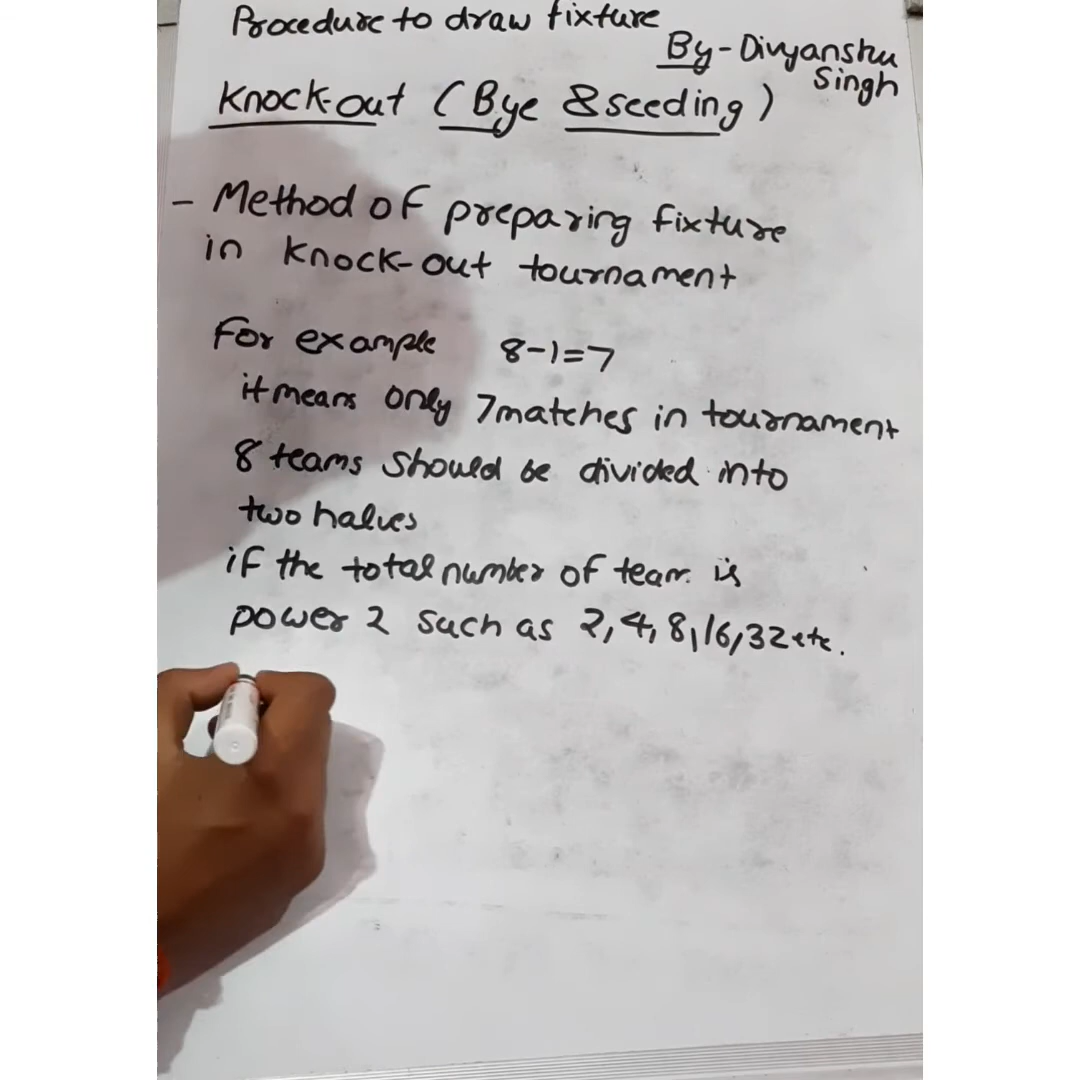 Procedure to draw fixture
By - Divyanshu
Singh
Knock-out (Bye & seeding)
- Method of preparing fixture
in knock-out tournament
For example 8-1=7
it means only 7 matches in tournament
8 teams should be divided into
two halves
if the total number of team is
power 2 such as 2, 4, 8, 16, 32 etc.